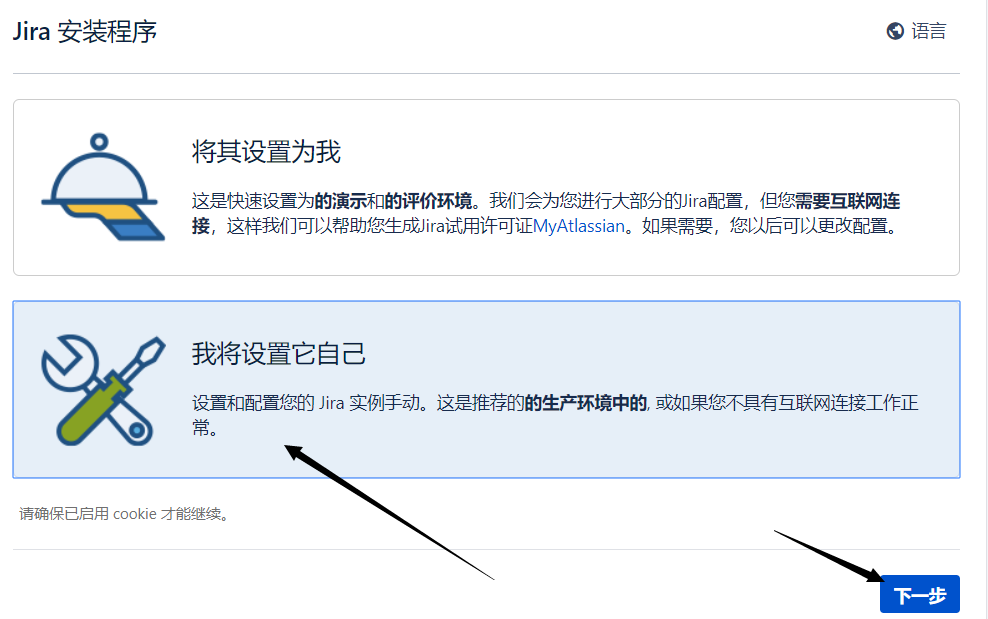 Jira 安装程序
语言
将其设置为我
这是快速设置为的演示和的评价环境。我们会为您进行大部分的Jira配置，但您需要互联网连
接，这样我们可以帮助您生成Jira试用许可证MyAtlassian。如果需要，您以后可以更改配置。
我将设置它自己
设置和配置您的 Jira 实例手动。这是推荐的的生产环境中的, 或如果您不具有互联网连接工作正
常。
请确保已启用 cookie 才能继续。
下一步